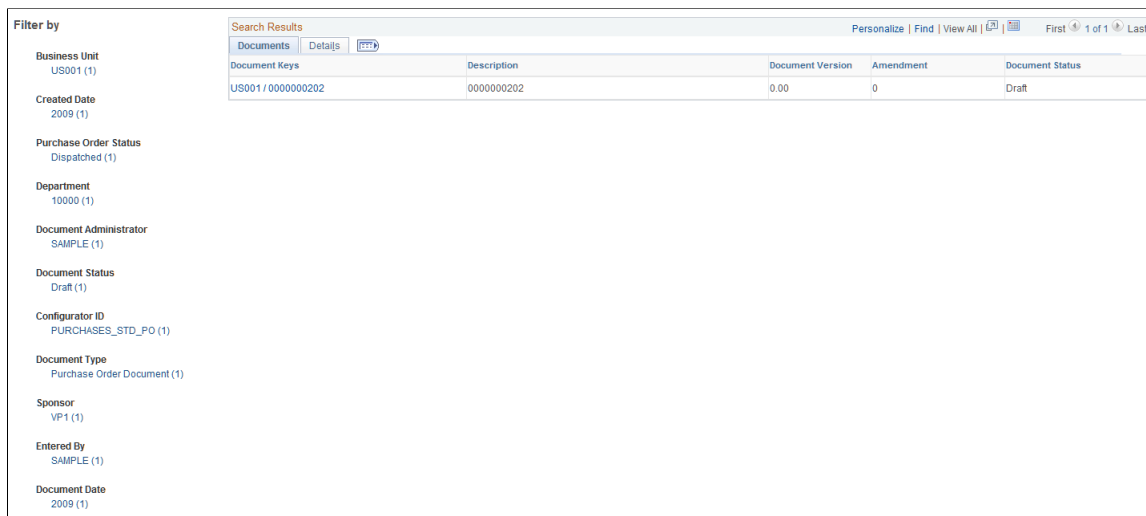 Filter by
Business Unit
US001 (1)
Created Date
2009 (1)
Purchase Order Status
Dispatched (1)
Department
10000 (1)
Document Administrator
SAMPLE (1)
Document Status
Draft (1)
Configurator ID
PURCHASES_STD_PO (1)
Document Type
Purchase Order Document (1)
Sponsor
VP1 (1)
Entered By
SAMPLE (1)
Document Date
2009 (1)
Search Results Personalize | Find | View All | | First 1 of 1 Last
Documents Details
Document Keys Description Document Version Amendment Document Status
US001 / 0000000202 0000000202 0.00 0 Draft